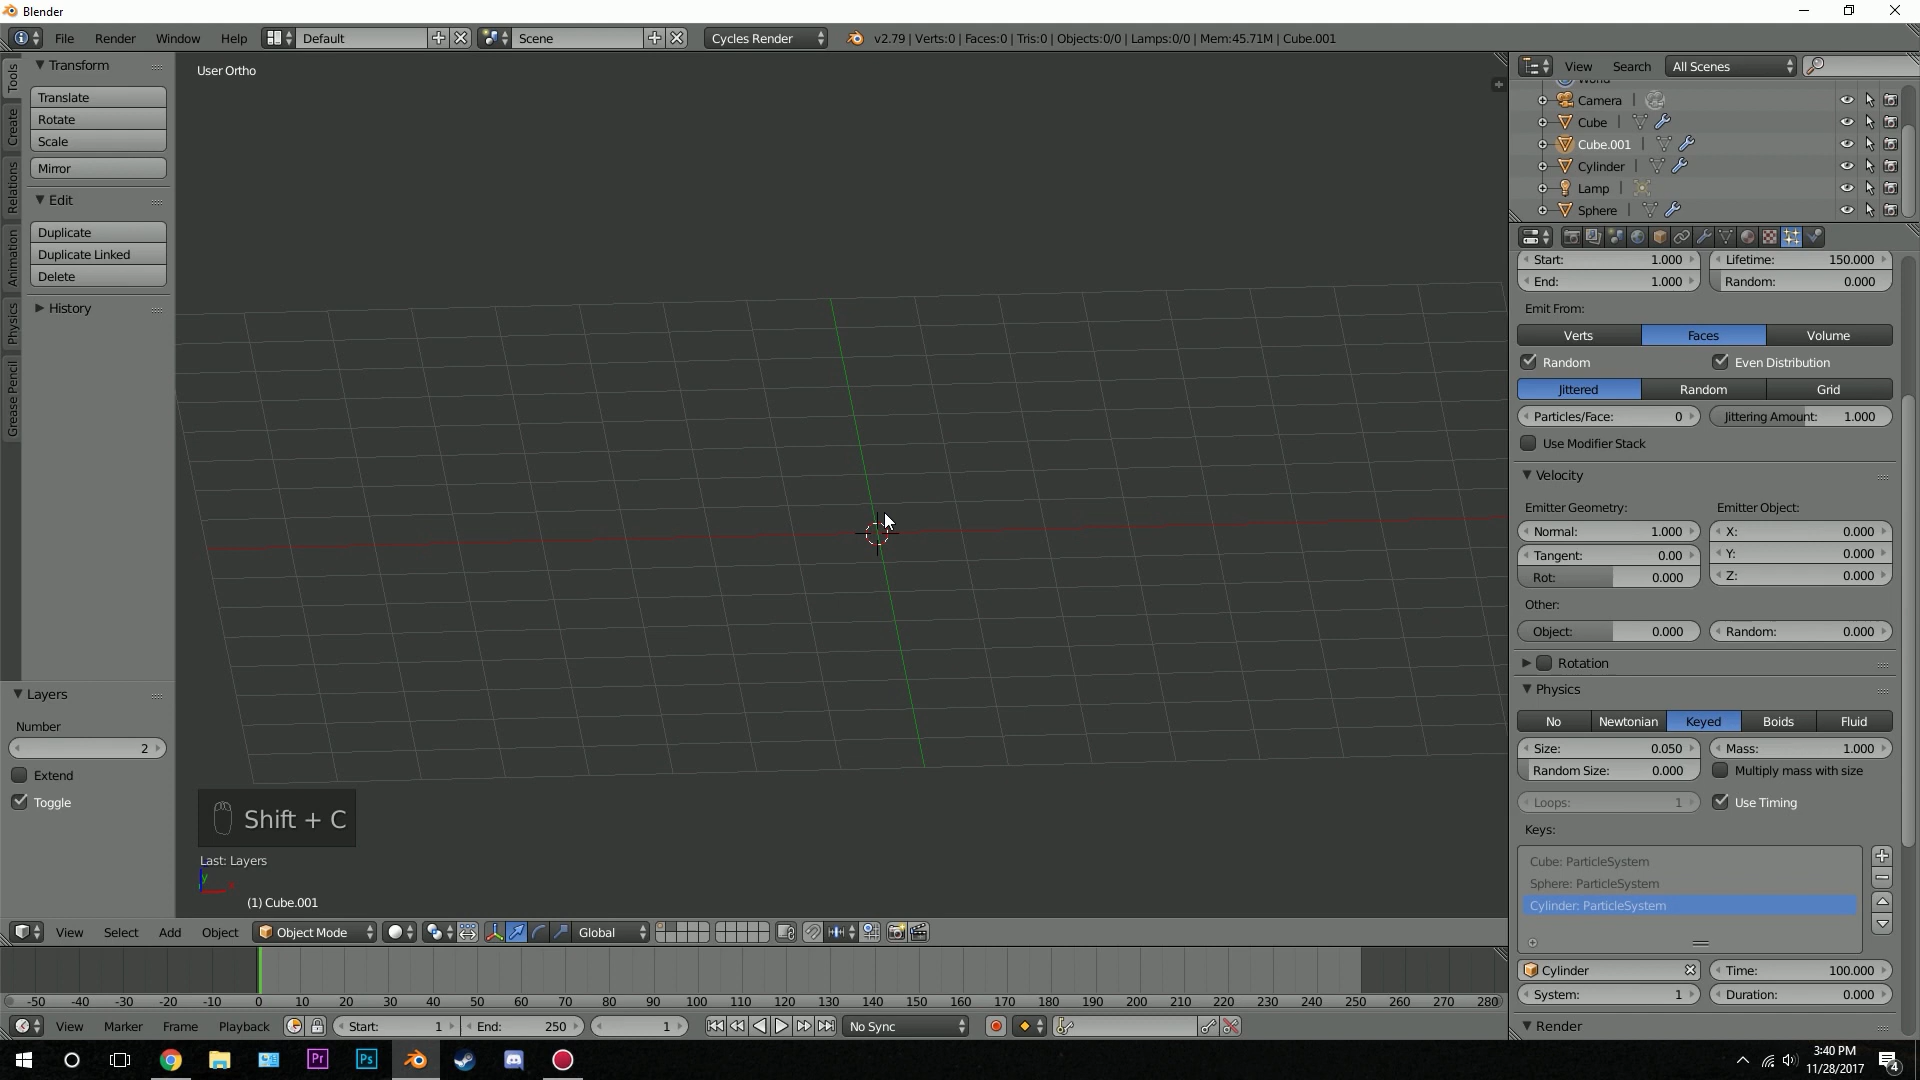 Blender
File Render Window Help Default Scene Cycles Render v2.79 | Verts:0 | Faces:0 | Tris:0 | Objects:0/0 | Lamps:0/0 | Mem:45.71M | Cube.001
Tools
Create
Relations
Animation
Physics
Grease Pencil
Transform
Translate
Rotate
Scale
Mirror
Edit
Duplicate
Duplicate Linked
Delete
History
Layers
Number
2
Extend
Toggle
User Ortho
Shift + C
Last: Layers
y
x
(1) Cube.001
View Select Add Object Object Mode Global
-50 -40 -30 -20 -10 0 10 20 30 40 50 60 70 80 90 100 110 120 130 140 150 160 170 180 190 200 210 220 230 240 250 260 270 280
View Marker Frame Playback Start: 1 End: 250 1 No Sync
View Search All Scenes
World
Camera
Cube
Cube.001
Cylinder
Lamp
Sphere
Start: 1.000 Lifetime: 150.000
End: 1.000 Random: 0.000
Emit From:
Verts Faces Volume
Random Even Distribution
Jittered Random Grid
Particles/Face: 0 Jittering Amount: 1.000
Use Modifier Stack
Velocity
Emitter Geometry: Emitter Object:
Normal: 1.000 X: 0.000
Tangent: 0.00 Y: 0.000
Rot: 0.000 Z: 0.000
Other:
Object: 0.000 Random: 0.000
Rotation
Physics
No Newtonian Keyed Boids Fluid
Size: 0.050 Mass: 1.000
Random Size: 0.000 Multiply mass with size
Loops: 1 Use Timing
Keys:
Cube: ParticleSystem
Sphere: ParticleSystem
Cylinder: ParticleSystem
Cylinder Time: 100.000
System: 1 Duration: 0.000
Render
Pr Ps
3:40 PM
11/28/2017
4